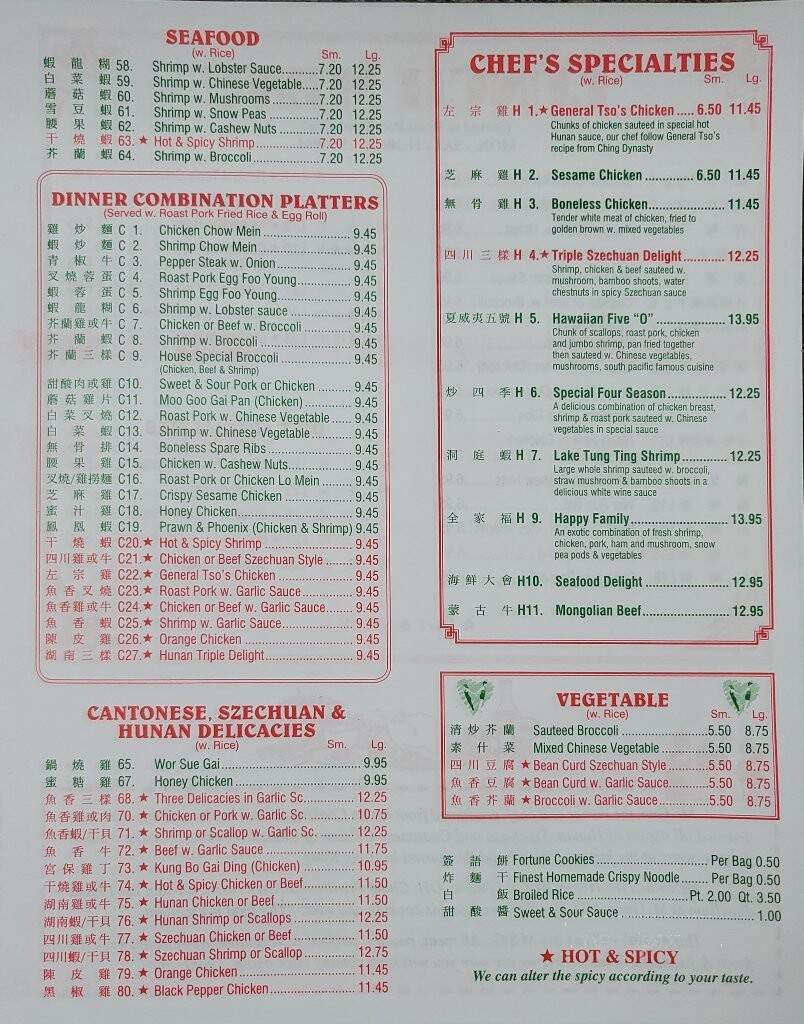 SEAFOOD
(w. Rice)
Sm. Lg.
蝦龍糊 58. Shrimp w. Lobster Sauce...........7.20 12.25
白菜蝦 59. Shrimp w. Chinese Vegetable.....7.20 12.25
蘑菇蝦 60. Shrimp w. Mushrooms..............7.20 12.25
雪豆蝦 61. Shrimp w. Snow Peas..............7.20 12.25
腰果蝦 62. Shrimp w. Cashew Nuts...........7.20 12.25
干燒蝦 63. ★ Hot & Spicy Shrimp..................7.20 12.25
芥蘭蝦 64. Shrimp w. Broccoli...................7.20 12.25
DINNER COMBINATION PLATTERS
(Served w. Roast Pork Fried Rice & Egg Roll)
雞炒麵 C 1. Chicken Chow Mein............................9.45
蝦炒麵 C 2. Shrimp Chow Mein.............................9.45
青椒牛 C 3. Pepper Steak w. Onion........................9.45
叉燒蓉蛋 C 4. Roast Pork Egg Foo Young.................9.45
蝦蓉蛋 C 5. Shrimp Egg Foo Young.......................9.45
蝦龍糊 C 6. Shrimp w. Lobster sauce....................9.45
芥蘭雞或牛 C 7. Chicken or Beef w. Broccoli................9.45
芥蘭蝦 C 8. Shrimp w. Broccoli.............................9.45
芥蘭三樣 C 9. House Special Broccoli......................9.45
(Chicken, Beef & Shrimp)
甜酸肉或雞 C10. Sweet & Sour Pork or Chicken............9.45
蘑菇雞片 C11. Moo Goo Gai Pan (Chicken)...............9.45
白菜叉燒 C12. Roast Pork w. Chinese Vegetable.......9.45
白菜蝦 C13. Shrimp w. Chinese Vegetable.............9.45
無骨排 C14. Boneless Spare Ribs..........................9.45
腰果雞 C15. Chicken w. Cashew Nuts....................9.45
叉燒/雞撈麵 C16. Roast Pork or Chicken Lo Mein..........9.45
芝麻雞 C17. Crispy Sesame Chicken.....................9.45
蜜汁雞 C18. Honey Chicken...................................9.45
鳳凰蝦 C19. Prawn & Phoenix (Chicken & Shrimp) 9.45
干燒蝦 C20.★ Hot & Spicy Shrimp...........................9.45
四川雞或牛 C21.★ Chicken or Beef Szechuan Style........9.45
左宗雞 C22.★ General Tso's Chicken.......................9.45
魚香叉燒 C23.★ Roast Pork w. Garlic Sauce................9.45
魚香雞或牛 C24.★ Chicken or Beef w. Garlic Sauce........9.45
魚香蝦 C25.★ Shrimp w. Garlic Sauce.....................9.45
陳皮雞 C26.★ Orange Chicken..................................9.45
湖南三樣 C27.★ Hunan Triple Delight...........................9.45
CANTONESE, SZECHUAN &
HUNAN DELICACIES
(w. Rice)
Sm. Lg.
鍋燒雞 65. Wor Sue Gai........................................9.95
蜜糖雞 67. Honey Chicken...................................9.95
魚香三樣 68. ★ Three Delicacies in Garlic Sc.............12.25
魚香雞或肉 70. ★ Chicken or Pork w. Garlic Sc............10.75
魚香蝦/干貝 71. ★ Shrimp or Scallop w. Garlic Sc..........12.25
魚香牛 72. ★ Beef w. Garlic Sauce..........................11.75
宮保雞丁 73. ★ Kung Bo Gai Ding (Chicken)...............10.95
干燒雞或牛 74. ★ Hot & Spicy Chicken or Beef..............11.50
湖南雞或牛 75. ★ Hunan Chicken or Beef......................11.50
湖南蝦/干貝 76. ★ Hunan Shrimp or Scallops.................12.25
四川雞或牛 77. ★ Szechuan Chicken or Beef.................11.50
四川蝦/干貝 78. ★ Szechuan Shrimp or Scallop..............12.75
陳皮雞 79. ★ Orange Chicken..................................11.45
黑椒雞 80. ★ Black Pepper Chicken..........................11.45
CHEF'S SPECIALTIES
(w. Rice)
Sm. Lg.
左宗雞 H 1.★ General Tso's Chicken.....6.50 11.45
Chunks of chicken sauteed in special hot
Hunan sauce, our chef follow General Tso's
recipe from Ching Dynasty
芝麻雞 H 2. Sesame Chicken..............6.50 11.45
無骨雞 H 3. Boneless Chicken......................11.45
Tender white meat of chicken, fried to
golden brown w. mixed vegetables
四川三樣 H 4.★ Triple Szechuan Delight.............12.25
Shrimp, chicken & beef sauteed w.
mushroom, bamboo shoots, water
chestnuts in spicy Szechuan sauce
夏威夷五號 H 5. Hawaiian Five "O".....................13.95
Chunk of scallops, roast pork, chicken
and jumbo shrimp, pan fried together
then sauteed w. Chinese vegetables,
mushrooms, south pacific famous cuisine
炒四季 H 6. Special Four Season..................12.25
A delicious combination of chicken breast,
shrimp & roast pork sauteed w. Chinese
vegetables in special sauce
洞庭蝦 H 7. Lake Tung Ting Shrimp..............12.25
Large whole shrimp sauteed w. broccoli,
straw mushroom & bamboo shoots in a
delicious white wine sauce
全家福 H 9. Happy Family............................13.95
An exotic combination of fresh shrimp,
chicken, pork, ham and mushroom, snow
pea pods & vegetables
海鮮大會 H10. Seafood Delight........................12.95
蒙古牛 H11. Mongolian Beef.........................12.95
VEGETABLE
(w. Rice)
Sm. Lg.
清炒芥蘭 Sauteed Broccoli......................5.50 8.75
素什菜 Mixed Chinese Vegetable............5.50 8.75
四川豆腐 ★ Bean Curd Szechuan Style..........5.50 8.75
魚香豆腐 ★ Bean Curd w. Garlic Sauce.........5.50 8.75
魚香芥蘭 ★ Broccoli w. Garlic Sauce............5.50 8.75
簽語餅 Fortune Cookies............................Per Bag 0.50
炸麵干 Finest Homemade Crispy Noodle.......Per Bag 0.50
白飯 Broiled Rice............................Pt. 2.00 Qt. 3.50
甜酸醬 Sweet & Sour Sauce.................................1.00
★ HOT & SPICY
We can alter the spicy according to your taste.